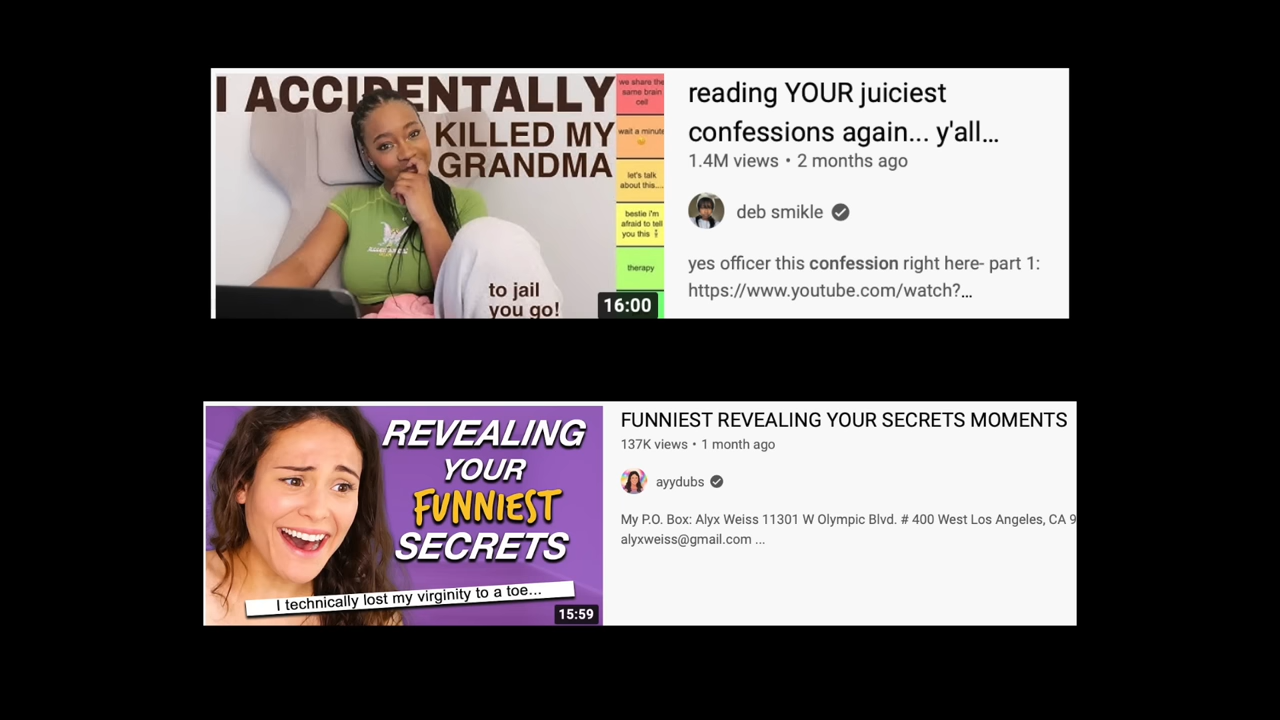 I ACCIDENTALLY
KILLED MY
GRANDMA
to jail
you go!
16:00
we share the
same brain
cell
wait a minute
let's talk
about this....
bestie i'm
afraid to tell
you this
therapy
reading YOUR juiciest
confessions again... y'all...
1.4M views • 2 months ago
deb smikle
yes officer this confession right here- part 1:
https://www.youtube.com/watch?...
REVEALING
YOUR
FUNNIEST
SECRETS
I technically lost my virginity to a toe...
15:59
FUNNIEST REVEALING YOUR SECRETS MOMENTS
137K views • 1 month ago
ayydubs
My P.O. Box: Alyx Weiss 11301 W Olympic Blvd. # 400 West Los Angeles, CA 9
alyxweiss@gmail.com ...